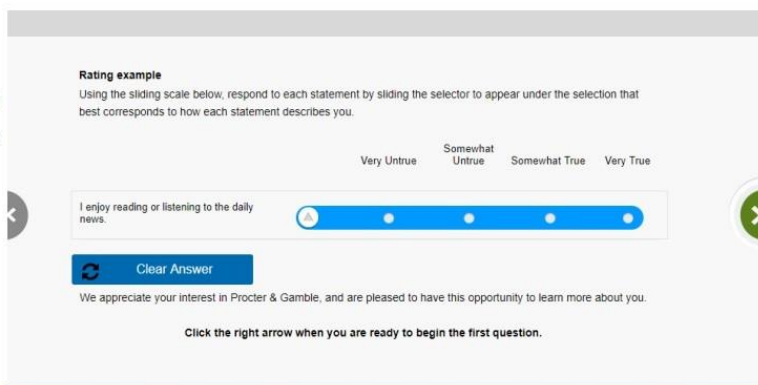 Rating example
Using the sliding scale below, respond to each statement by sliding the selector to appear under the selection that
best corresponds to how each statement describes you.
Very Untrue
Somewhat
Untrue
Somewhat True
Very True
I enjoy reading or listening to the daily
news.
Clear Answer
We appreciate your interest in Procter & Gamble, and are pleased to have this opportunity to learn more about you.
Click the right arrow when you are ready to begin the first question.